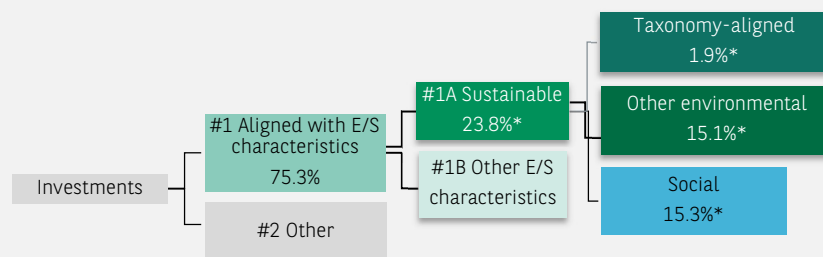 Investments
#1 Aligned with E/S
characteristics
75.3%
#2 Other
#1A Sustainable
23.8%*
#1B Other E/S
characteristics
Taxonomy-aligned
1.9%*
Other environmental
15.1%*
Social
15.3%*